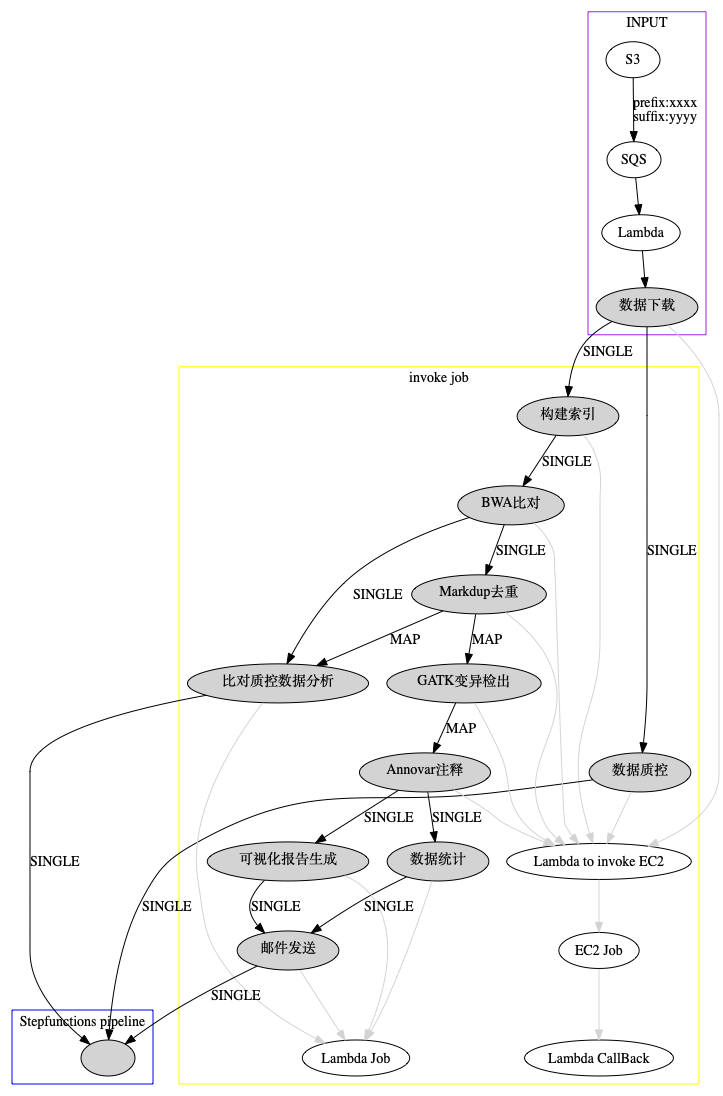 INPUT
S3
prefix:xxxx
suffix:yyyy
SQS
Lambda
数据下载
SINGLE
invoke job
构建索引
SINGLE
BWA比对
SINGLE
SINGLE
SINGLE
Markdup去重
MAP
MAP
比对质控数据分析
GATK变异检出
MAP
Annovar注释
数据质控
SINGLE
SINGLE
SINGLE
可视化报告生成
数据统计
Lambda to invoke EC2
SINGLE
SINGLE
SINGLE
邮件发送
EC2 Job
SINGLE
Stepfunctions pipeline
Lambda Job
Lambda CallBack